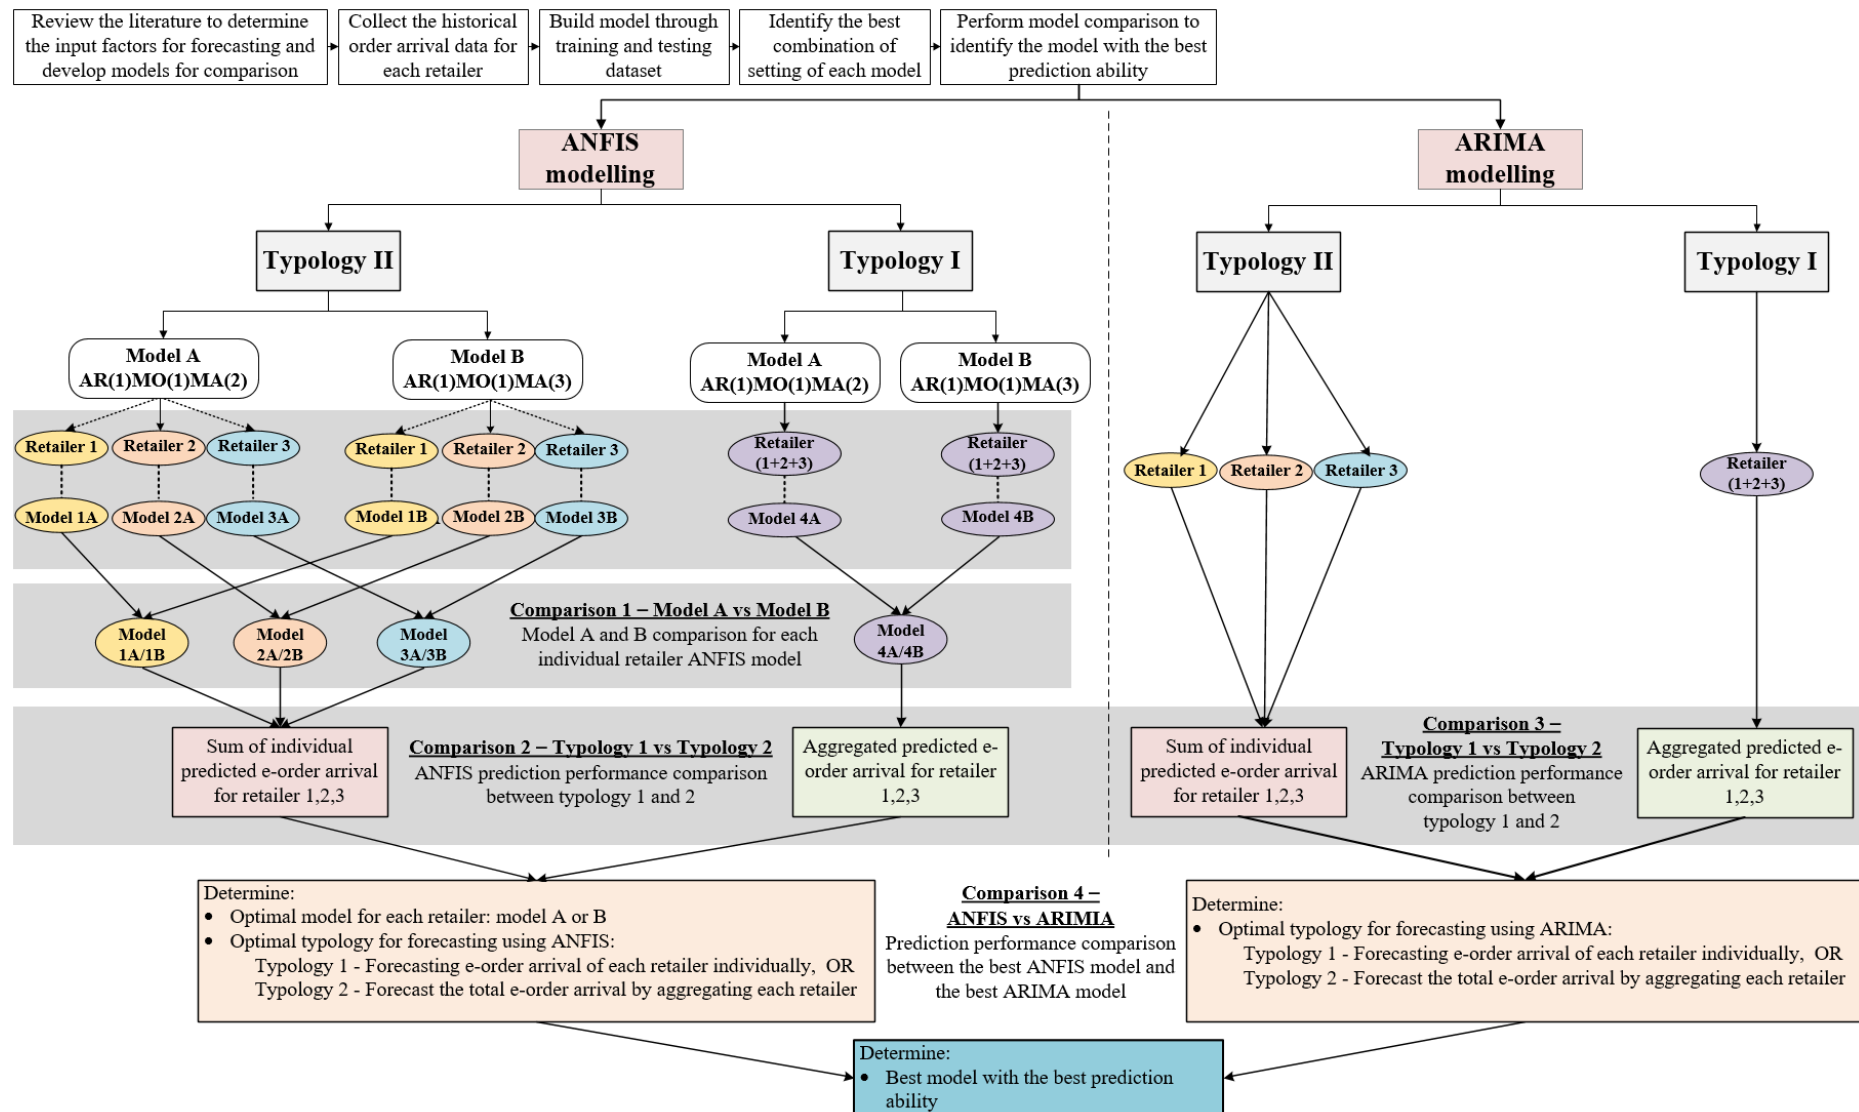 Review the literature to determine
the input factors for forecasting and
develop models for comparison
Collect the historical
order arrival data for
each retailer
Build model through
training and testing
dataset
Identify the best
combination of
setting of each model
Perform model comparison to
identify the model with the best
prediction ability
ANFIS
modelling
ARIMA
modelling
Typology II
Typology I
Typology II
Typology I
Model A
AR(1)MO(1)MA(2)
Model B
AR(1)MO(1)MA(3)
Model A
AR(1)MO(1)MA(2)
Model B
AR(1)MO(1)MA(3)
Retailer 1
Retailer 2
Retailer 3
Retailer 1
Retailer 2
Retailer 3
Retailer
(1+2+3)
Retailer
(1+2+3)
Retailer 1
Retailer 2
Retailer 3
Retailer
(1+2+3)
Model 1A
Model 2A
Model 3A
Model 1B
Model 2B
Model 3B
Model 4A
Model 4B
Model
1A/1B
Model
2A/2B
Model
3A/3B
Comparison 1 – Model A vs Model B
Model A and B comparison for each
individual retailer ANFIS model
Model
4A/4B
Sum of individual
predicted e-order arrival
for retailer 1,2,3
Comparison 2 – Typology 1 vs Typology 2
ANFIS prediction performance comparison
between typology 1 and 2
Aggregated predicted e-
order arrival for retailer
1,2,3
Sum of individual
predicted e-order arrival
for retailer 1,2,3
Comparison 3 –
Typology 1 vs Typology 2
ARIMA prediction performance
comparison between
typology 1 and 2
Aggregated predicted e-
order arrival for retailer
1,2,3
Determine:
• Optimal model for each retailer: model A or B
• Optimal typology for forecasting using ANFIS:
Typology 1 - Forecasting e-order arrival of each retailer individually, OR
Typology 2 - Forecast the total e-order arrival by aggregating each retailer
Comparison 4 –
ANFIS vs ARIMIA
Prediction performance comparison
between the best ANFIS model and
the best ARIMA model
Determine:
• Optimal typology for forecasting using ARIMA:
Typology 1 - Forecasting e-order arrival of each retailer individually, OR
Typology 2 - Forecast the total e-order arrival by aggregating each retailer
Determine:
• Best model with the best prediction
ability